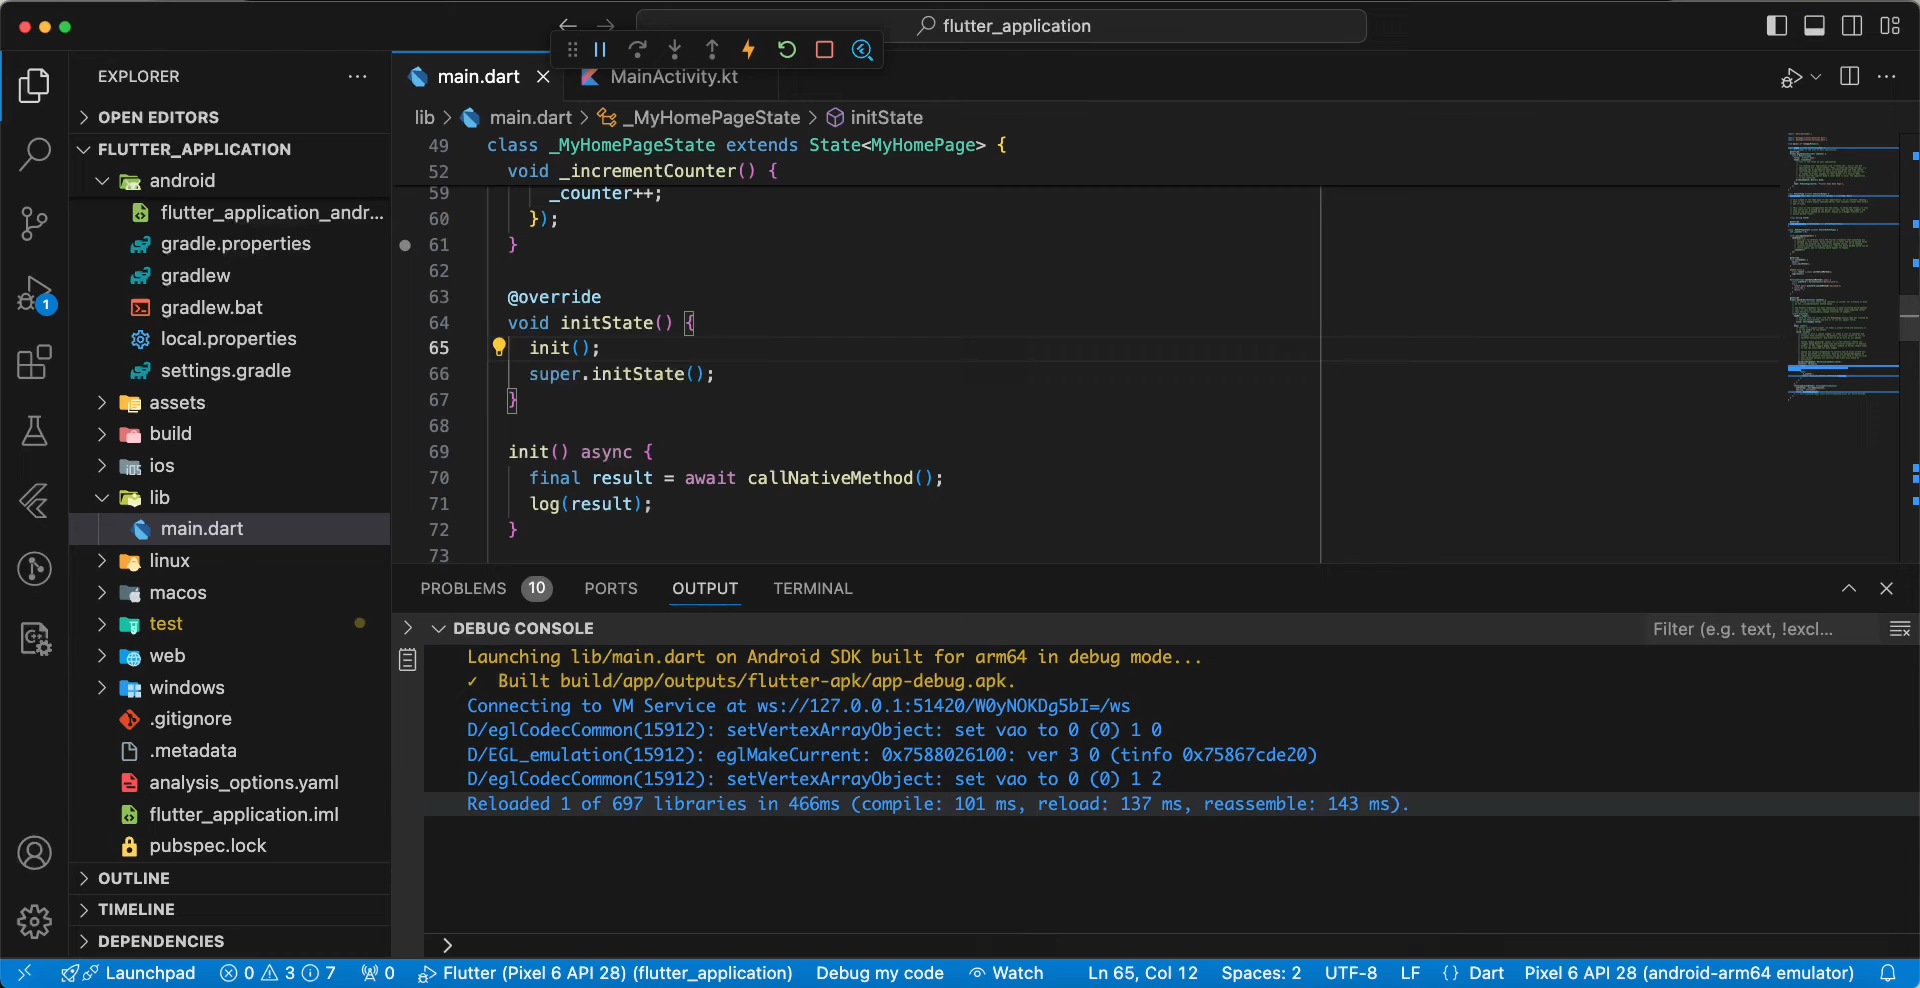 flutter_application
EXPLORER
OPEN EDITORS
FLUTTER_APPLICATION
android
flutter_application_andr...
gradle.properties
gradlew
gradlew.bat
local.properties
settings.gradle
assets
build
ios
lib
main.dart
linux
macos
test
web
windows
.gitignore
.metadata
analysis_options.yaml
flutter_application.iml
pubspec.lock
OUTLINE
TIMELINE
DEPENDENCIES
1
main.dart
MainActivity.kt
lib > main.dart > _MyHomePageState > initState
49 class _MyHomePageState extends State<MyHomePage> {
52 void _incrementCounter() {
59 _counter++;
60 });
61 }
62
63 @override
64 void initState() {
65 init();
66 super.initState();
67 }
68
69 init() async {
70 final result = await callNativeMethod();
71 log(result);
72 }
73
PROBLEMS 10 PORTS OUTPUT TERMINAL
DEBUG CONSOLE
Filter (e.g. text, !excl...
Launching lib/main.dart on Android SDK built for arm64 in debug mode...
✓ Built build/app/outputs/flutter-apk/app-debug.apk.
Connecting to VM Service at ws://127.0.0.1:51420/W0yNOKDg5bI=/ws
D/eglCodecCommon(15912): setVertexArrayObject: set vao to 0 (0) 1 0
D/EGL_emulation(15912): eglMakeCurrent: 0x7588026100: ver 3 0 (tinfo 0x75867cde20)
D/eglCodecCommon(15912): setVertexArrayObject: set vao to 0 (0) 1 2
Reloaded 1 of 697 libraries in 466ms (compile: 101 ms, reload: 137 ms, reassemble: 143 ms).
Launchpad 0 3 7 0 Flutter (Pixel 6 API 28) (flutter_application) Debug my code Watch Ln 65, Col 12 Spaces: 2 UTF-8 LF {} Dart Pixel 6 API 28 (android-arm64 emulator)